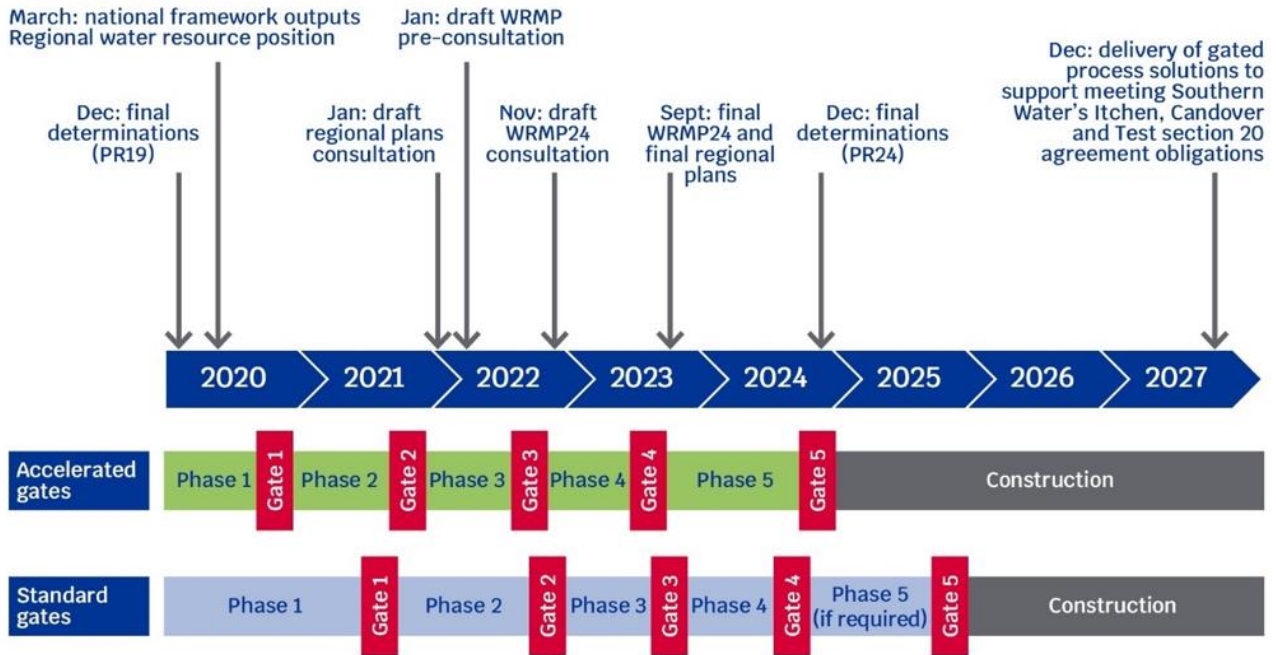 March: national framework outputs
Regional water resource position
Jan: draft WRMP
pre-consultation
Dec: final
determinations
(PR19)
Jan: draft
regional plans
consultation
Nov: draft
WRMP24
consultation
Sept: final
WRMP24 and
final regional
plans
Dec: final
determinations
(PR24)
Dec: delivery of gated
process solutions to
support meeting Southern
Water's Itchen, Candover
and Test section 20
agreement obligations
2020
2021
2022
2023
2024
2025
2026
2027
Accelerated
gates
Phase 1
Gate 1
Phase 2
Gate 2
Phase 3
Gate 3
Phase 4
Gate 4
Phase 5
Gate 5
Construction
Standard
gates
Phase 1
Gate 1
Phase 2
Gate 2
Phase 3
Gate 3
Phase 4
Gate 4
Phase 5
(if required)
Gate 5
Construction